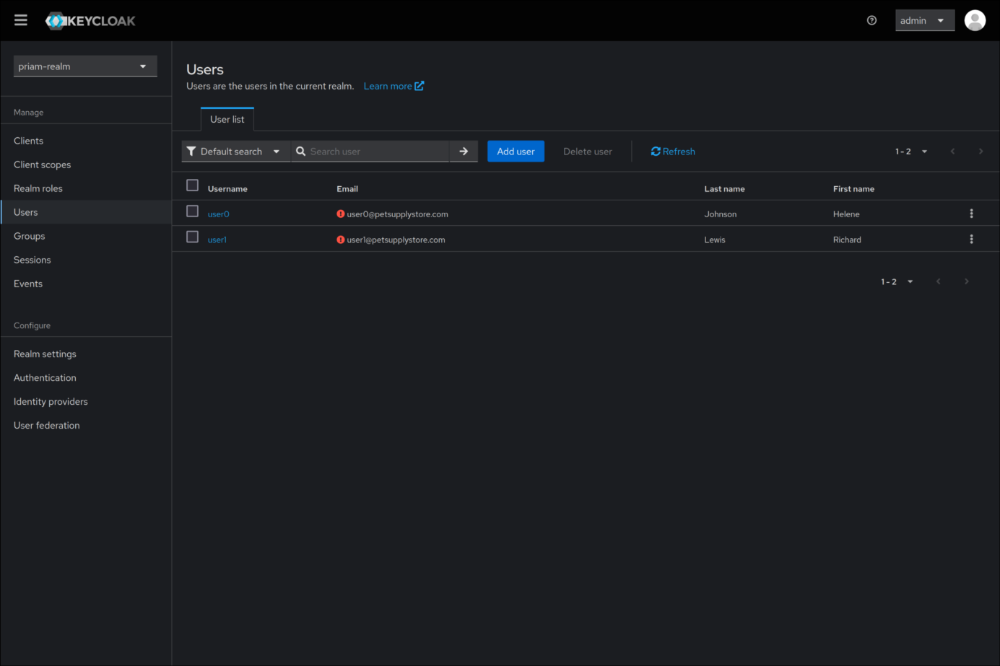 KEYCLOAK
admin
priam-realm
Manage
Clients
Client scopes
Realm roles
Users
Groups
Sessions
Events
Configure
Realm settings
Authentication
Identity providers
User federation
Users
Users are the users in the current realm. Learn more
User list
Default search Search user Add user Delete user Refresh 1 - 2
Username Email Last name First name
user0 user0@petsupplystore.com Johnson Helene
user1 user1@petsupplystore.com Lewis Richard
1 - 2